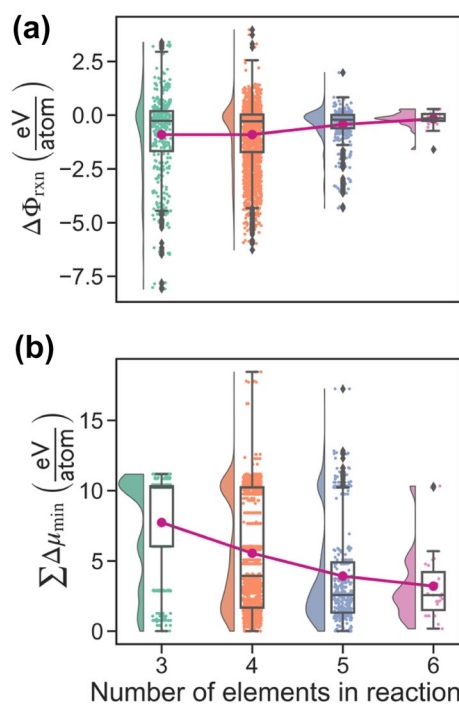 (a)
2.5
0.0
−2.5
−5.0
−7.5
ΔΦrxn (eV/atom)
(b)
15
10
5
0
∑Δμmin (eV/atom)
3 4 5 6
Number of elements in reaction